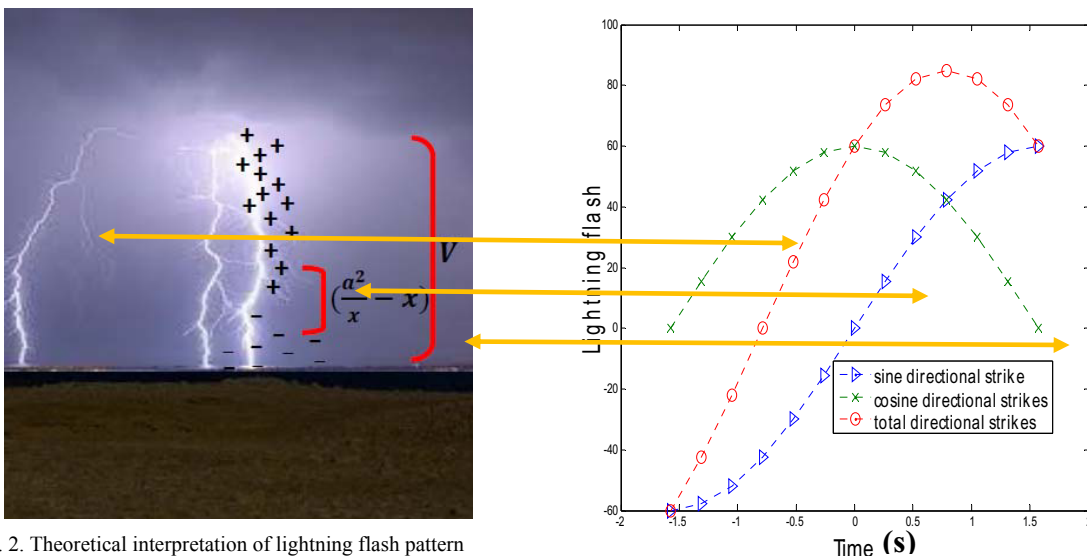 V
(a²/x − x)
. 2. Theoretical interpretation of lightning flash pattern
Lightning flash
100
80
60
40
20
0
-20
-40
-60
-2
-1.5
-1
-0.5
0
0.5
1
1.5
2
sine directional strike
cosine directional strikes
total directional strikes
Time (s)